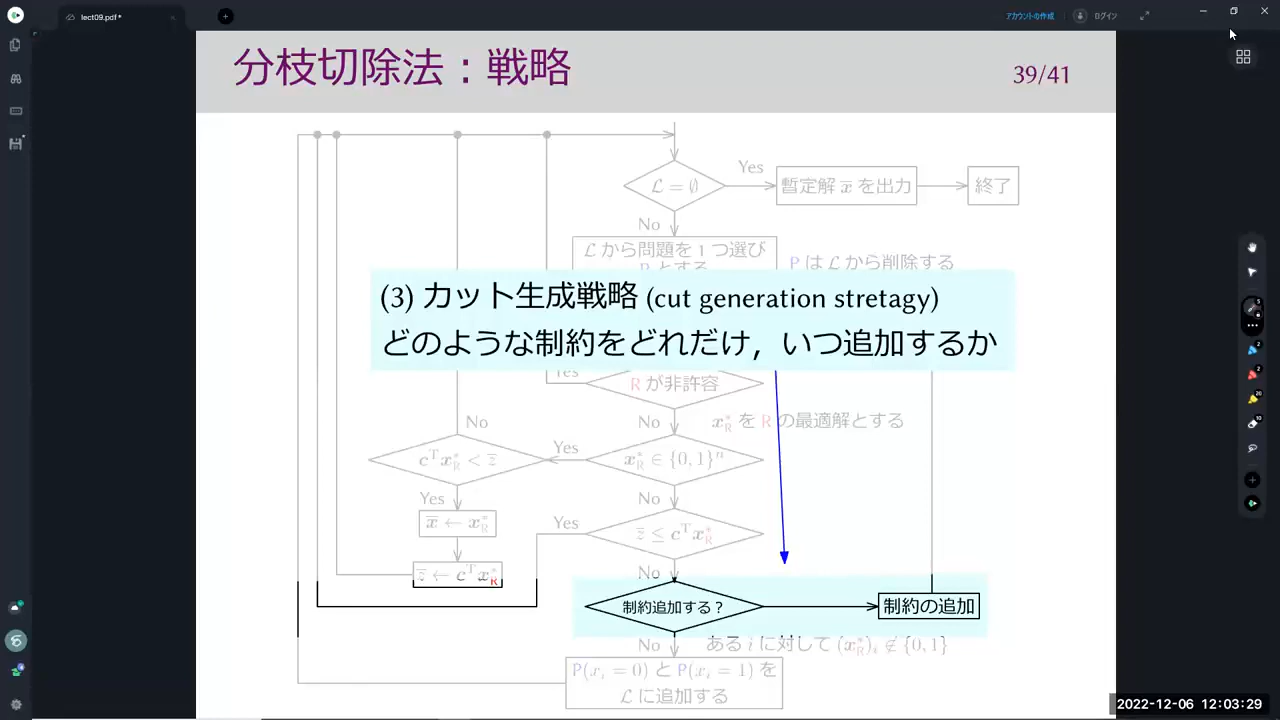 lect09.pdf *
アカウントの作成
ログイン
分枝切除法：戦略
39/41
L = ∅
Yes
暫定解 x̅ を出力
終了
No
L から問題を 1 つ選び
P は L から削除する
(3) カット生成戦略 (cut generation stretagy)
どのような制約をどれだけ，いつ追加するか
Yes
R が非許容
No
No
x*R を R の最適解とする
cᵀx*R < z̅
Yes
x*R ∈ {0, 1}ⁿ
Yes
No
x̅ ← x*R
Yes
z̅ ≤ cᵀx*R
z̅ ← cᵀx*R
No
制約追加する？
制約の追加
No
ある i に対して (x*R)i ∉ {0, 1}
P(xi = 0) と P(xi = 1) を
L に追加する
2022-12-06 12:03:29